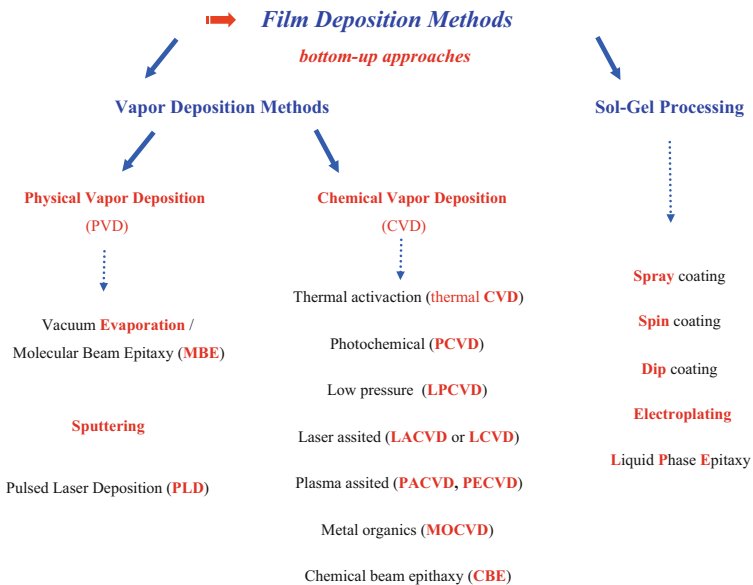 Film Deposition Methods
bottom-up approaches
Vapor Deposition Methods
Sol-Gel Processing
Physical Vapor Deposition
(PVD)
Chemical Vapor Deposition
(CVD)
Vacuum Evaporation /
Molecular Beam Epitaxy (MBE)
Sputtering
Pulsed Laser Deposition (PLD)
Thermal activaction (thermal CVD)
Photochemical (PCVD)
Low pressure (LPCVD)
Laser assited (LACVD or LCVD)
Plasma assited (PACVD, PECVD)
Metal organics (MOCVD)
Chemical beam epithaxy (CBE)
Spray coating
Spin coating
Dip coating
Electroplating
Liquid Phase Epitaxy